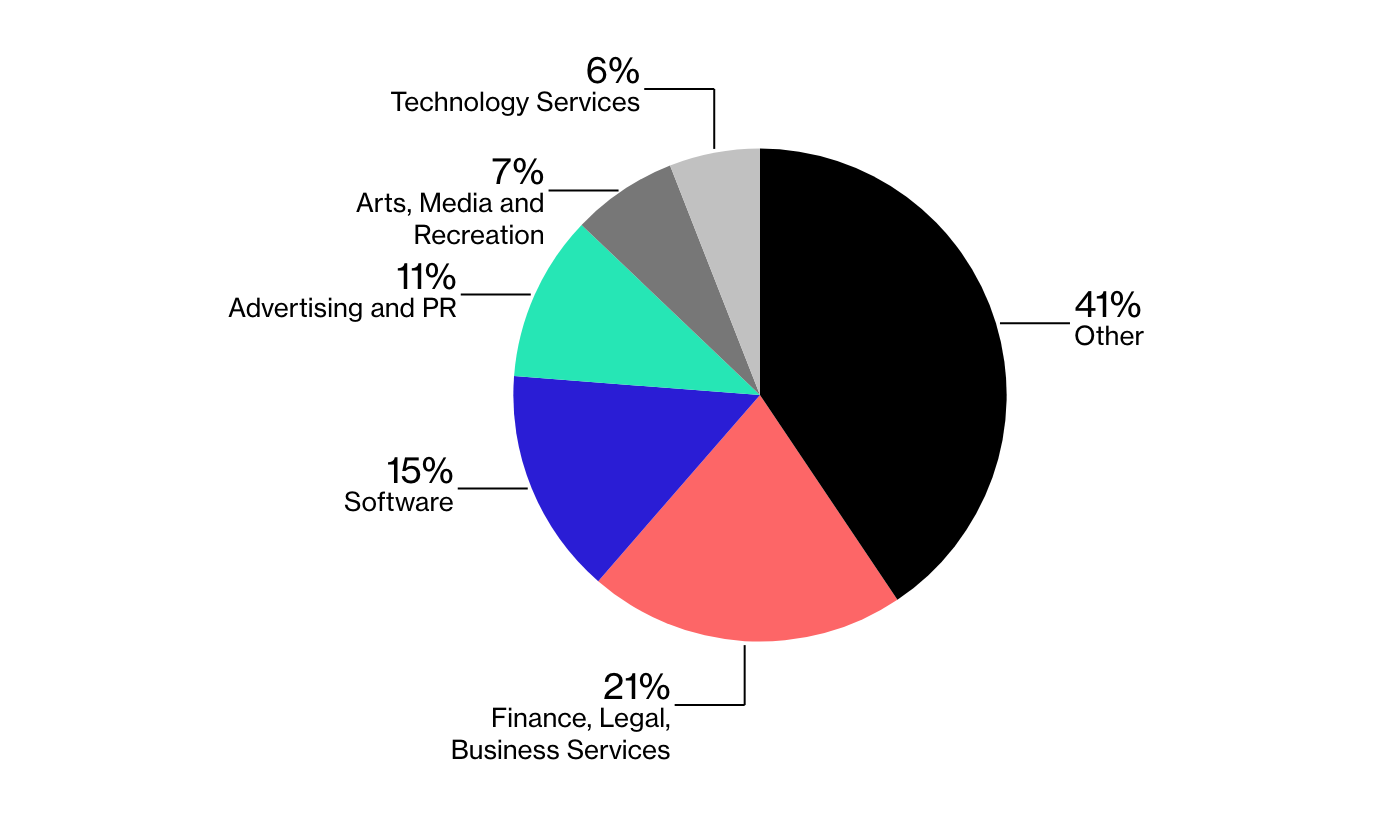 6%
Technology Services
7%
Arts, Media and
Recreation
11%
Advertising and PR
41%
Other
15%
Software
21%
Finance, Legal,
Business Services